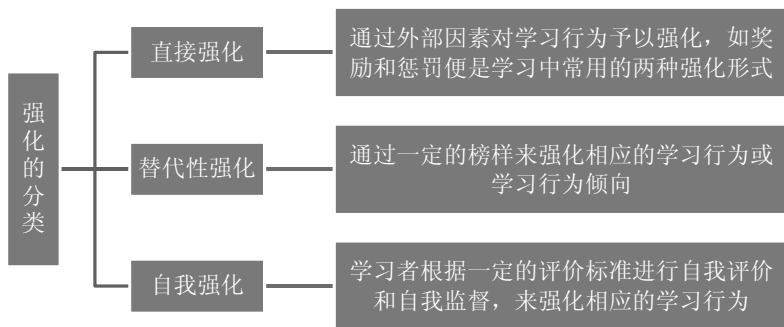 强化的分类
直接强化
通过外部因素对学习行为予以强化，如奖
励和惩罚便是学习中常用的两种强化形式
替代性强化
通过一定的榜样来强化相应的学习行为或
学习行为倾向
自我强化
学习者根据一定的评价标准进行自我评价
和自我监督，来强化相应的学习行为